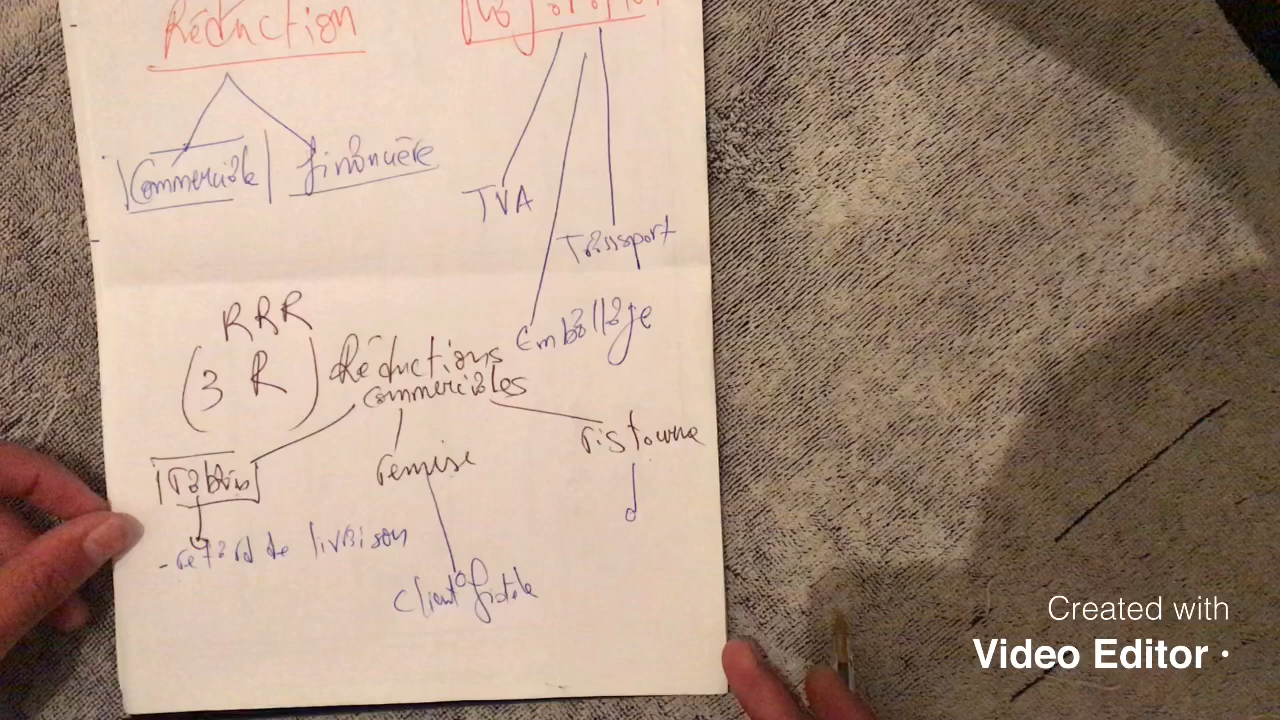 Réduction
Commerciale
financière
TVA
Transport
Emballage
RRR
(3 R)
Réductions
commerciales
rabais
remise
ristourne
- retard de livraison
client fidele
Created with
Video Editor